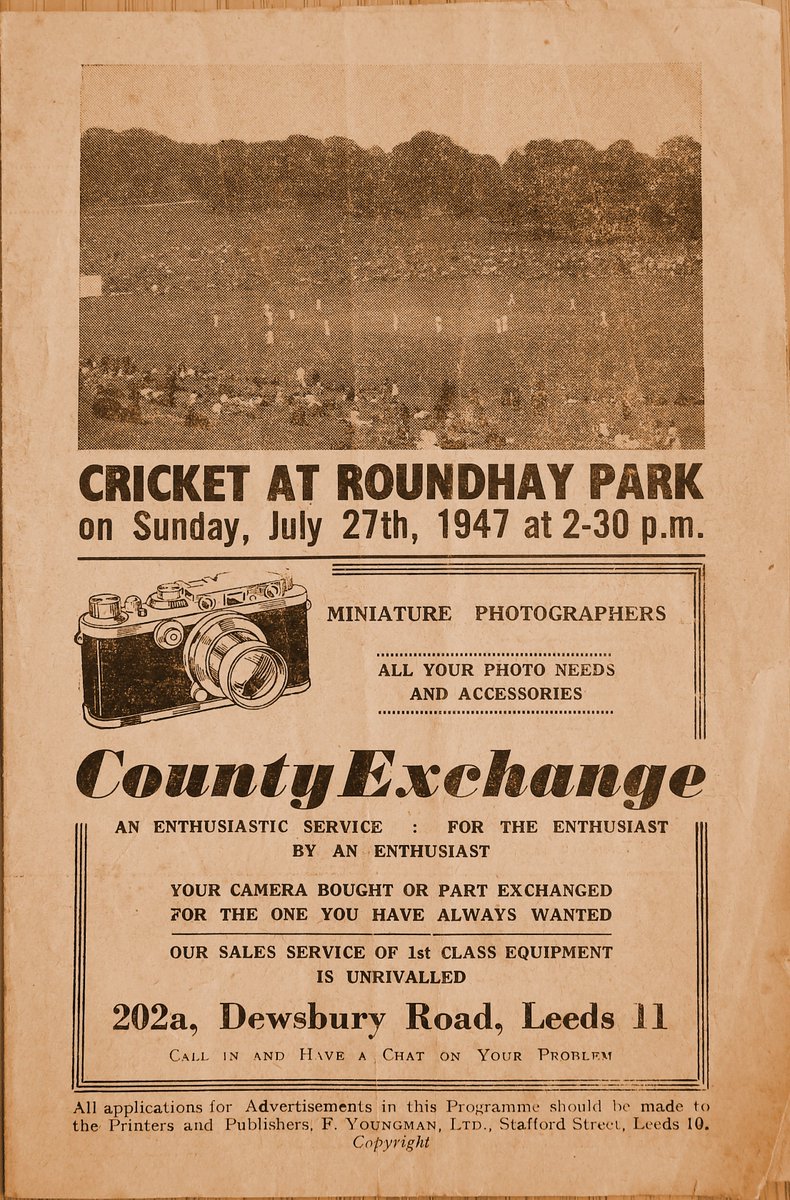 CRICKET AT ROUNDHAY PARK
on Sunday, July 27th, 1947 at 2-30 p.m.
MINIATURE PHOTOGRAPHERS
ALL YOUR PHOTO NEEDS
AND ACCESSORIES
County Exchange
AN ENTHUSIASTIC SERVICE : FOR THE ENTHUSIAST
BY AN ENTHUSIAST
YOUR CAMERA BOUGHT OR PART EXCHANGED
FOR THE ONE YOU HAVE ALWAYS WANTED
OUR SALES SERVICE OF 1st CLASS EQUIPMENT
IS UNRIVALLED
202a, Dewsbury Road, Leeds 11
CALL IN AND HAVE A CHAT ON YOUR PROBLEM
All applications for Advertisements in this Programme should be made to
the Printers and Publishers, F. YOUNGMAN, LTD., Stafford Street, Leeds 10.
Copyright